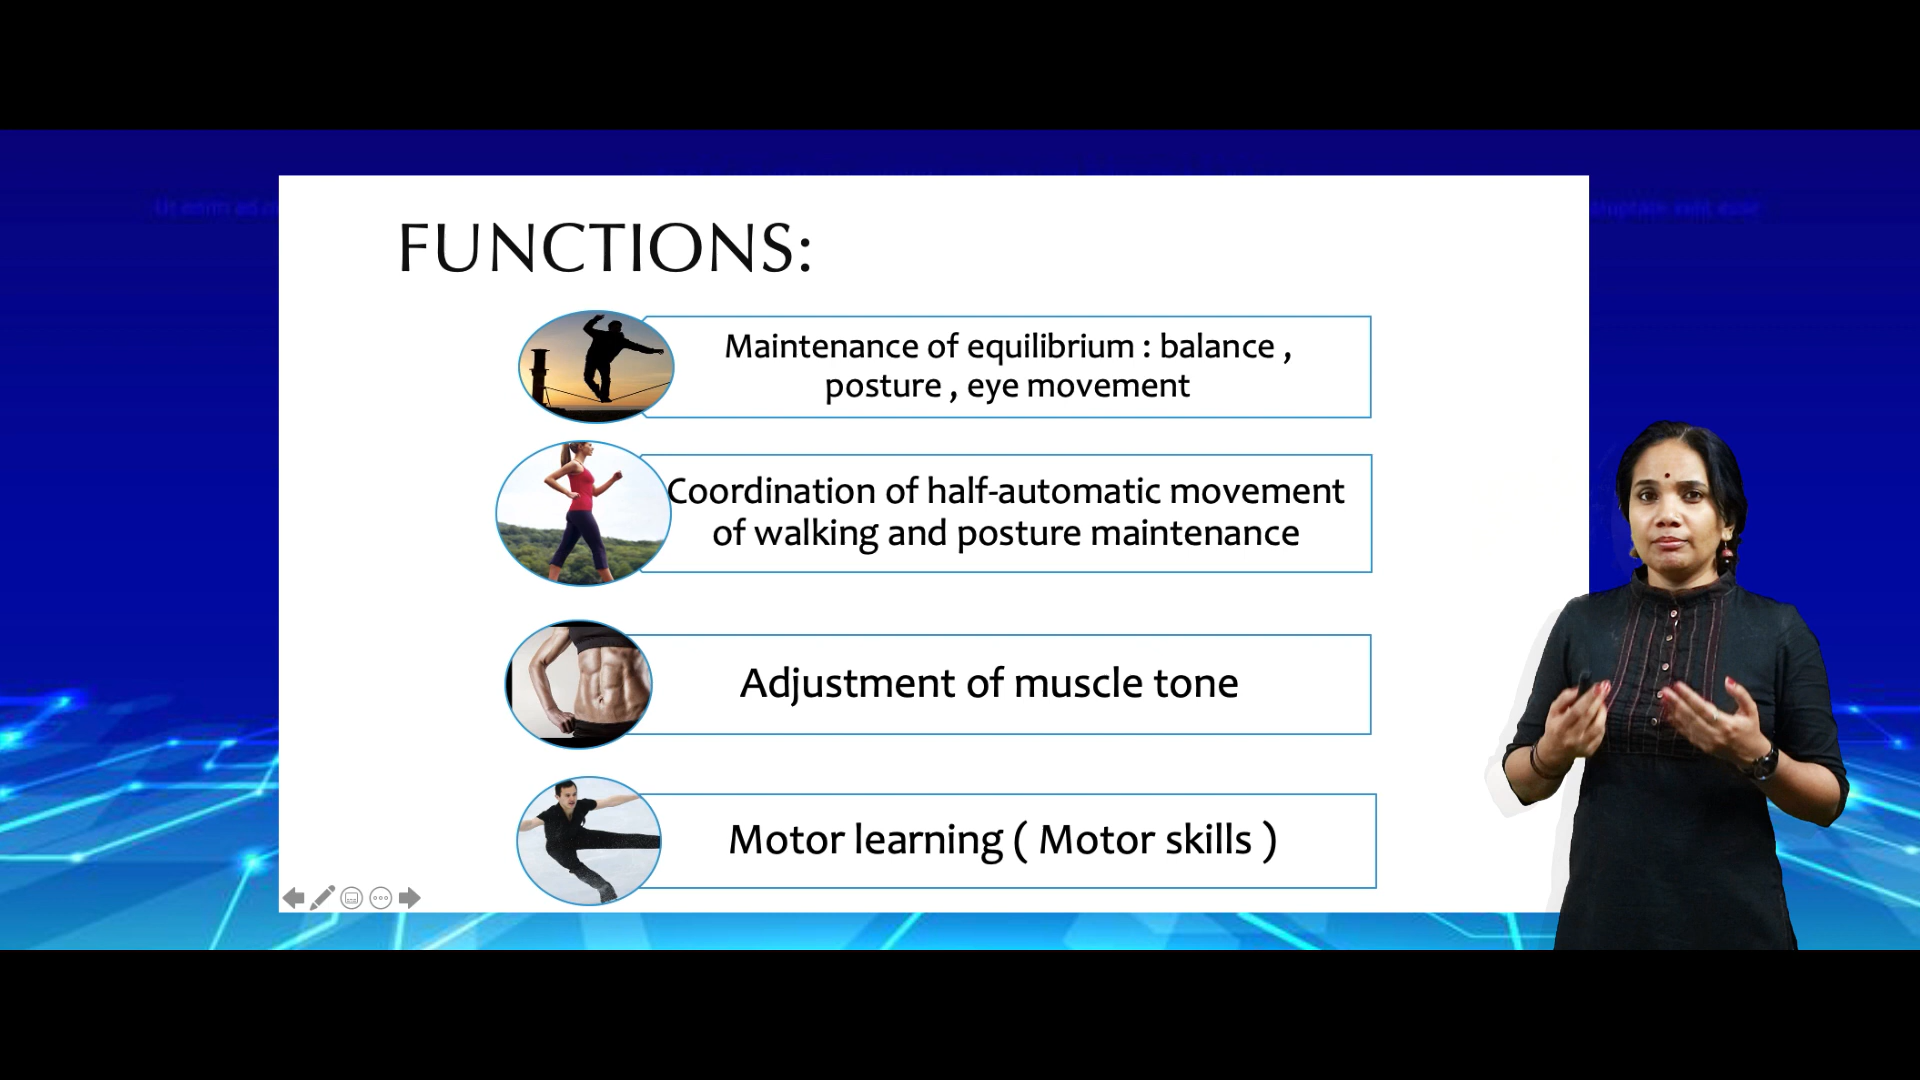 FUNCTIONS:
Maintenance of equilibrium : balance ,
posture , eye movement
Coordination of half-automatic movement
of walking and posture maintenance
Adjustment of muscle tone
Motor learning ( Motor skills )